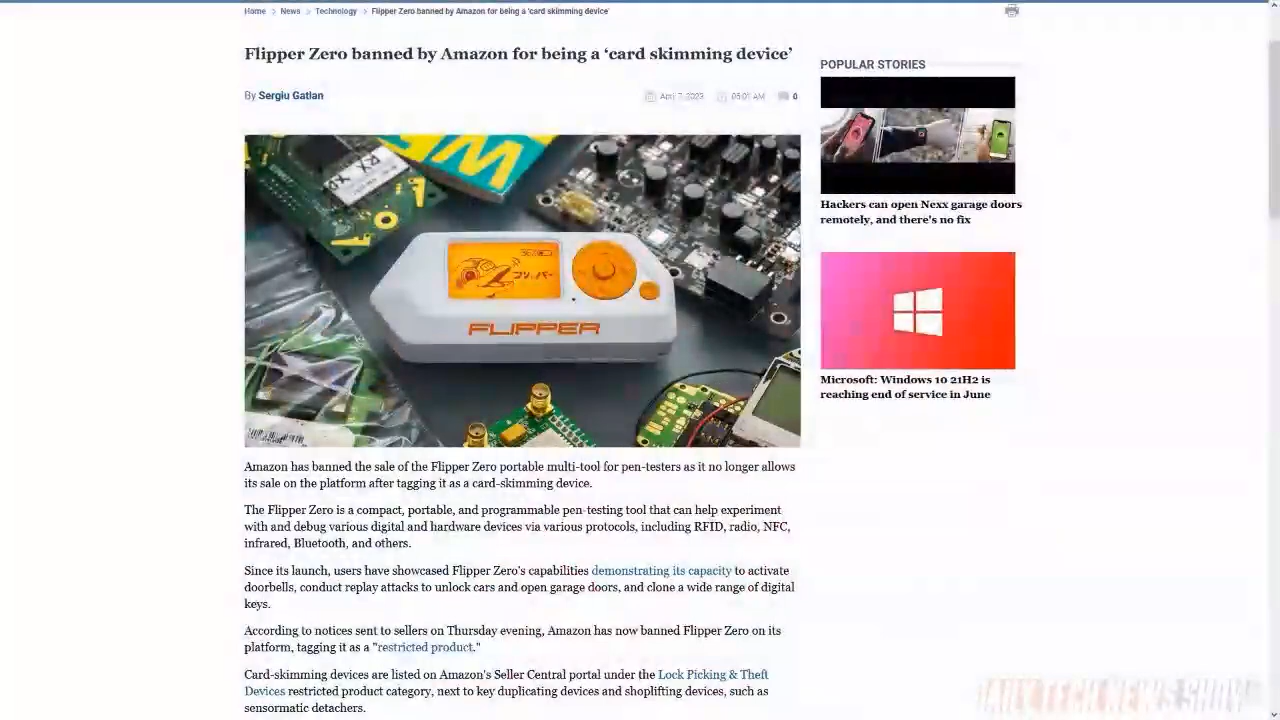 Home > News > Technology > Flipper Zero banned by Amazon for being a 'card skimming device'
Flipper Zero banned by Amazon for being a ‘card skimming device’
By Sergiu Gatlan
April 7, 2023
05:01 AM
0
FLIPPER
Amazon has banned the sale of the Flipper Zero portable multi-tool for pen-testers as it no longer allows
its sale on the platform after tagging it as a card-skimming device.
The Flipper Zero is a compact, portable, and programmable pen-testing tool that can help experiment
with and debug various digital and hardware devices via various protocols, including RFID, radio, NFC,
infrared, Bluetooth, and others.
Since its launch, users have showcased Flipper Zero's capabilities demonstrating its capacity to activate
doorbells, conduct replay attacks to unlock cars and open garage doors, and clone a wide range of digital
keys.
According to notices sent to sellers on Thursday evening, Amazon has now banned Flipper Zero on its
platform, tagging it as a "restricted product."
Card-skimming devices are listed on Amazon's Seller Central portal under the Lock Picking & Theft
Devices restricted product category, next to key duplicating devices and shoplifting devices, such as
sensormatic detachers.
POPULAR STORIES
Hackers can open Nexx garage doors
remotely, and there's no fix
Microsoft: Windows 10 21H2 is
reaching end of service in June
DAILY TECH NEWS SHOW